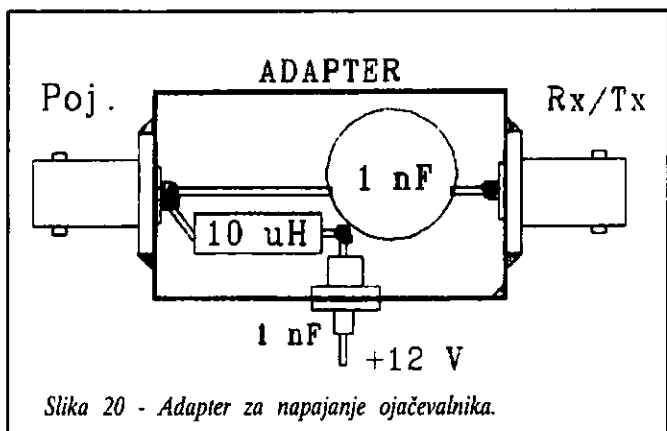 ADAPTER
Poj.
Rx/Tx
1 nF
10 uH
1 nF
+12 V
Slika 20 - Adapter za napajanje ojačevalnika.